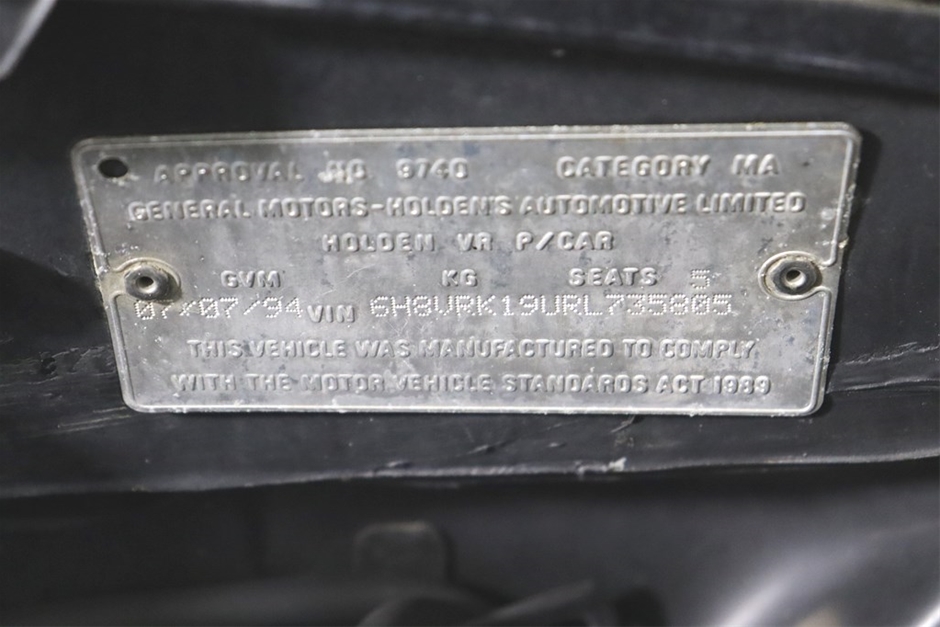 APPROVAL NO. 9740 CATEGORY MA
GENERAL MOTORS-HOLDEN'S AUTOMOTIVE LIMITED
HOLDEN VR P/CAR
GVM KG SEATS 5
07/07/94 VIN 6H8VRK19URL735805
THIS VEHICLE WAS MANUFACTURED TO COMPLY
WITH THE MOTOR VEHICLE STANDARDS ACT 1989